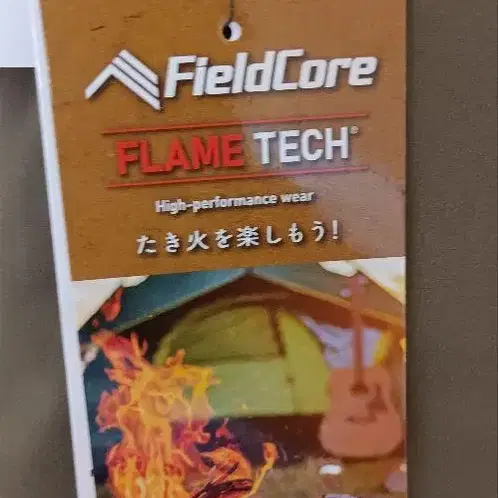 FieldCore
FLAME TECH®
High-performance wear
たき火を楽しもう!